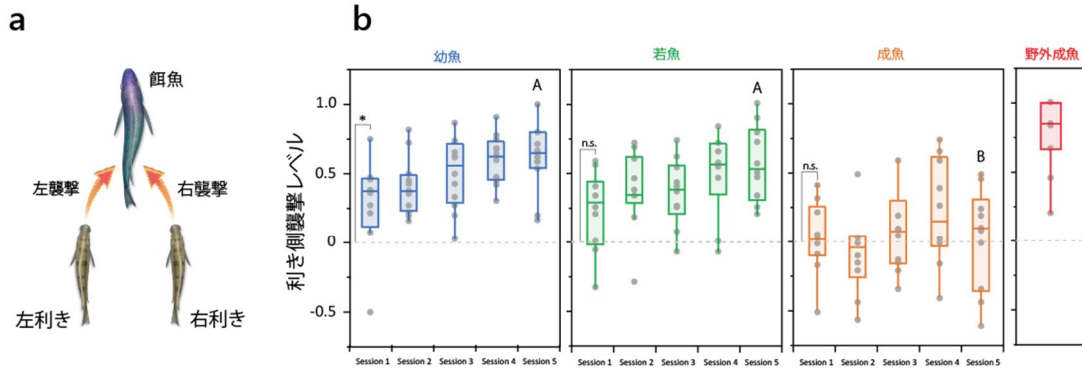 a
餌魚
左襲撃
右襲撃
左利き
右利き
b
幼魚
若魚
成魚
野外成魚
利き側襲撃レベル
1.0
0.5
0
-0.5
*
A
n.s.
A
n.s.
B
Session 1
Session 2
Session 3
Session 4
Session 5
Session 1
Session 2
Session 3
Session 4
Session 5
Session 1
Session 2
Session 3
Session 4
Session 5